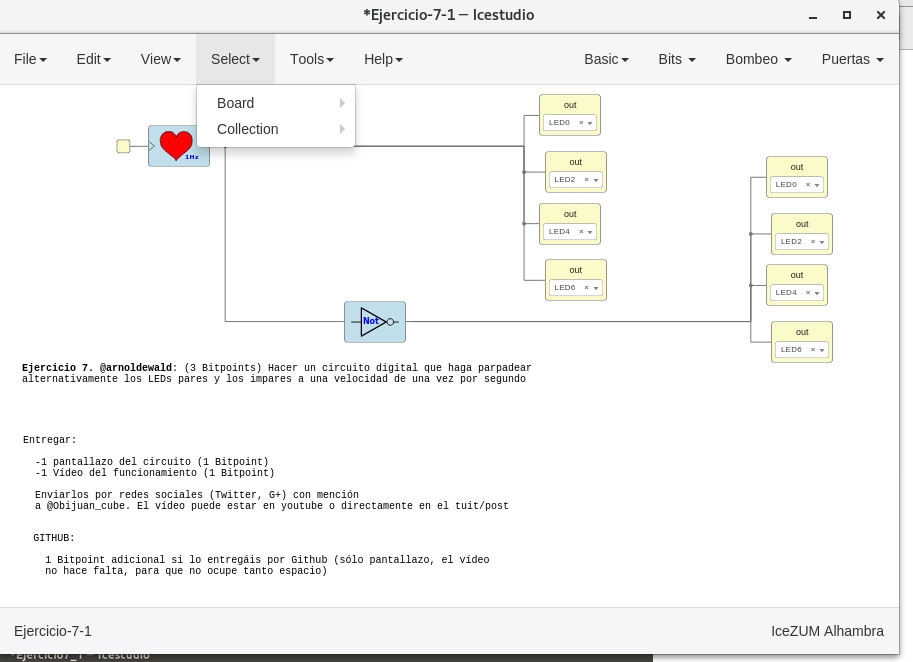 *Ejercicio-7-1 – Icestudio
File Edit View Select Tools Help Basic Bits Bombeo Puertas
Board
Collection
1Hz
out
LED0
out
LED2
out
LED4
out
LED6
out
LED0
out
LED2
out
LED4
out
LED6
Not
Ejercicio 7. @arnoldewald: (3 Bitpoints) Hacer un circuito digital que haga parpadear
alternativamente los LEDs pares y los impares a una velocidad de una vez por segundo
Entregar:
-1 pantallazo del circuito (1 Bitpoint)
-1 Vídeo del funcionamiento (1 Bitpoint)
Enviarlos por redes sociales (Twitter, G+) con mención
a @Obijuan_cube. El vídeo puede estar en youtube o directamente en el tuit/post
GITHUB:
1 Bitpoint adicional si lo entregáis por Github (sólo pantallazo, el vídeo
no hace falta, para que no ocupe tanto espacio)
Ejercicio-7-1
IceZUM Alhambra
*Ejercicio7_1 – Icestudio